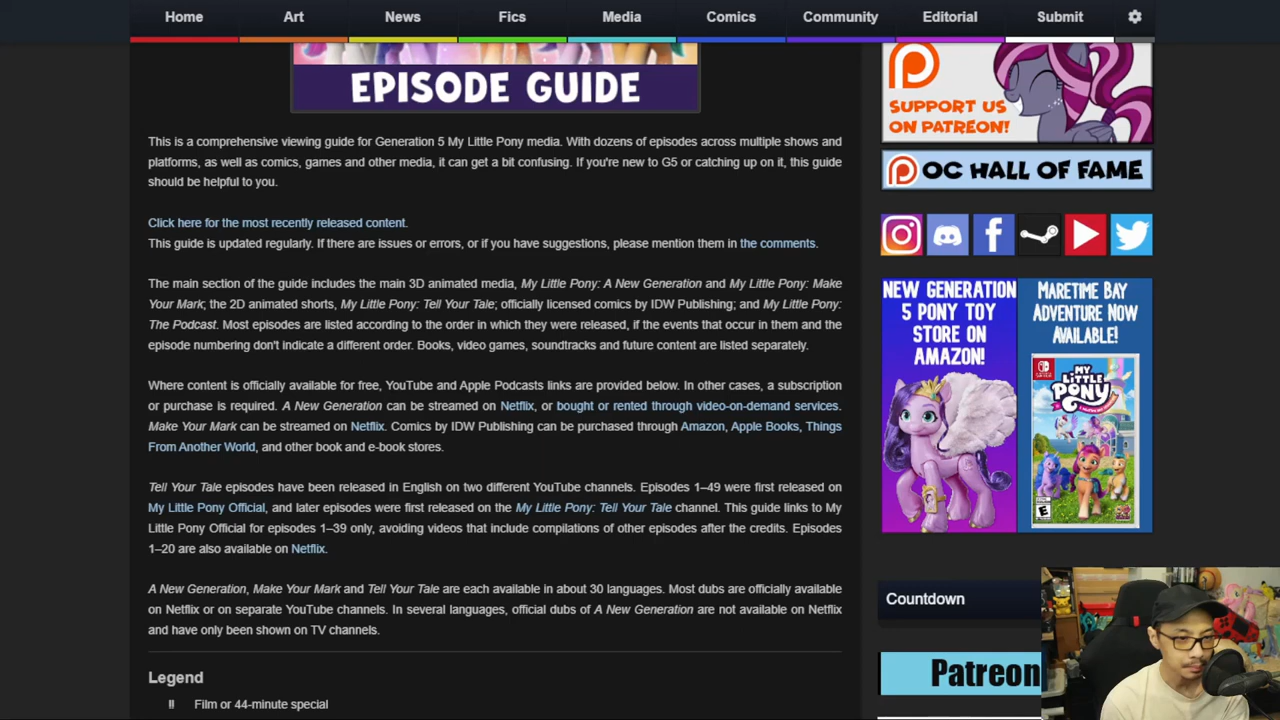 Home Art News Fics Media Comics Community Editorial Submit
EPISODE GUIDE
This is a comprehensive viewing guide for Generation 5 My Little Pony media. With dozens of episodes across multiple shows and
platforms, as well as comics, games and other media, it can get a bit confusing. If you're new to G5 or catching up on it, this guide
should be helpful to you.
Click here for the most recently released content.
This guide is updated regularly. If there are issues or errors, or if you have suggestions, please mention them in the comments.
The main section of the guide includes the main 3D animated media, My Little Pony: A New Generation and My Little Pony: Make
Your Mark; the 2D animated shorts, My Little Pony: Tell Your Tale; officially licensed comics by IDW Publishing; and My Little Pony:
The Podcast. Most episodes are listed according to the order in which they were released, if the events that occur in them and the
episode numbering don't indicate a different order. Books, video games, soundtracks and future content are listed separately.
Where content is officially available for free, YouTube and Apple Podcasts links are provided below. In other cases, a subscription
or purchase is required. A New Generation can be streamed on Netflix, or bought or rented through video-on-demand services.
Make Your Mark can be streamed on Netflix. Comics by IDW Publishing can be purchased through Amazon, Apple Books, Things
From Another World, and other book and e-book stores.
Tell Your Tale episodes have been released in English on two different YouTube channels. Episodes 1–49 were first released on
My Little Pony Official, and later episodes were first released on the My Little Pony: Tell Your Tale channel. This guide links to My
Little Pony Official for episodes 1–39 only, avoiding videos that include compilations of other episodes after the credits. Episodes
1–20 are also available on Netflix.
A New Generation, Make Your Mark and Tell Your Tale are each available in about 30 languages. Most dubs are officially available
on Netflix or on separate YouTube channels. In several languages, official dubs of A New Generation are not available on Netflix
and have only been shown on TV channels.
Legend
!! Film or 44-minute special
SUPPORT US
ON PATREON!
OC HALL OF FAME
NEW GENERATION
5 PONY TOY
STORE ON
AMAZON!
MARETIME BAY
ADVENTURE NOW
AVAILABLE!
MY
LITTLE
PONY
E
Countdown
Patreon